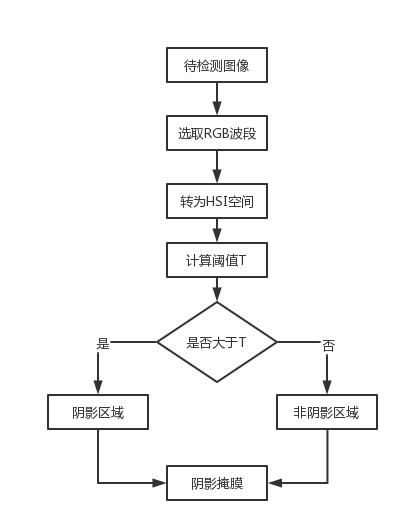 待检测图像
选取RGB波段
转为HSI空间
计算阈值T
是否大于T
是
否
阴影区域
非阴影区域
阴影掩膜